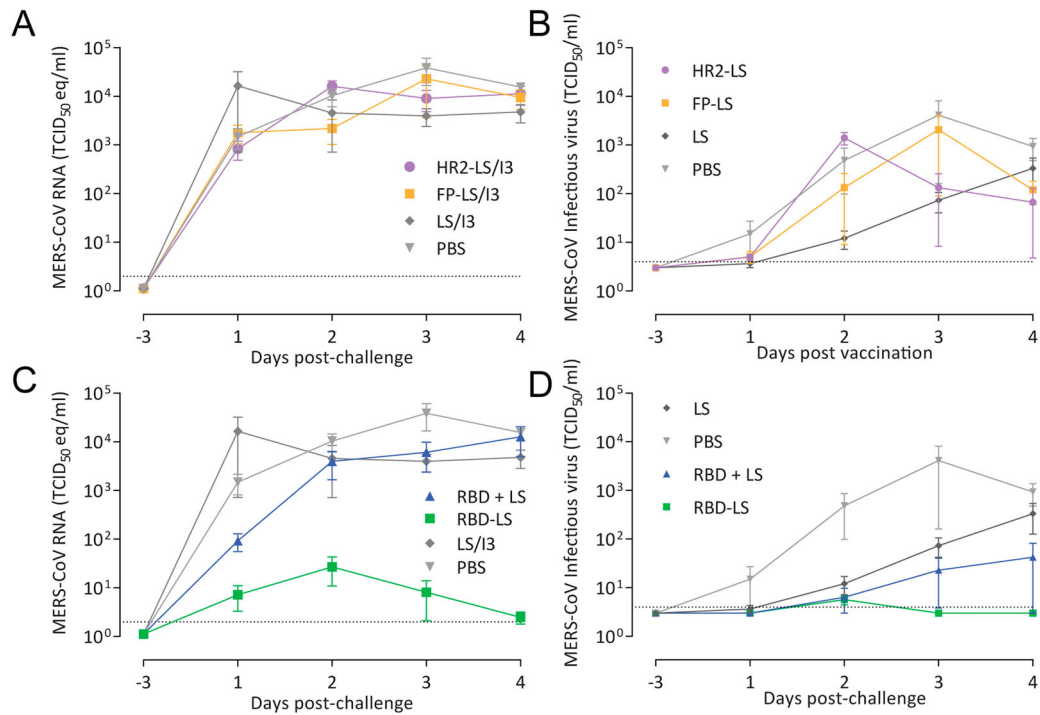 A
MERS-CoV RNA (TCID50 eq/ml)
10^5
10^4
10^3
10^2
10^1
10^0
HR2-LS/I3
FP-LS/I3
LS/I3
PBS
-3 1 2 3 4
Days post-challenge
B
MERS-CoV Infectious virus (TCID50/ml)
10^5
10^4
10^3
10^2
10^1
10^0
HR2-LS
FP-LS
LS
PBS
-3 1 2 3 4
Days post vaccination
C
MERS-CoV RNA (TCID50 eq/ml)
10^5
10^4
10^3
10^2
10^1
10^0
RBD + LS
RBD-LS
LS/I3
PBS
-3 1 2 3 4
Days post-challenge
D
MERS-CoV Infectious virus (TCID50/ml)
10^5
10^4
10^3
10^2
10^1
10^0
LS
PBS
RBD + LS
RBD-LS
-3 1 2 3 4
Days post-challenge